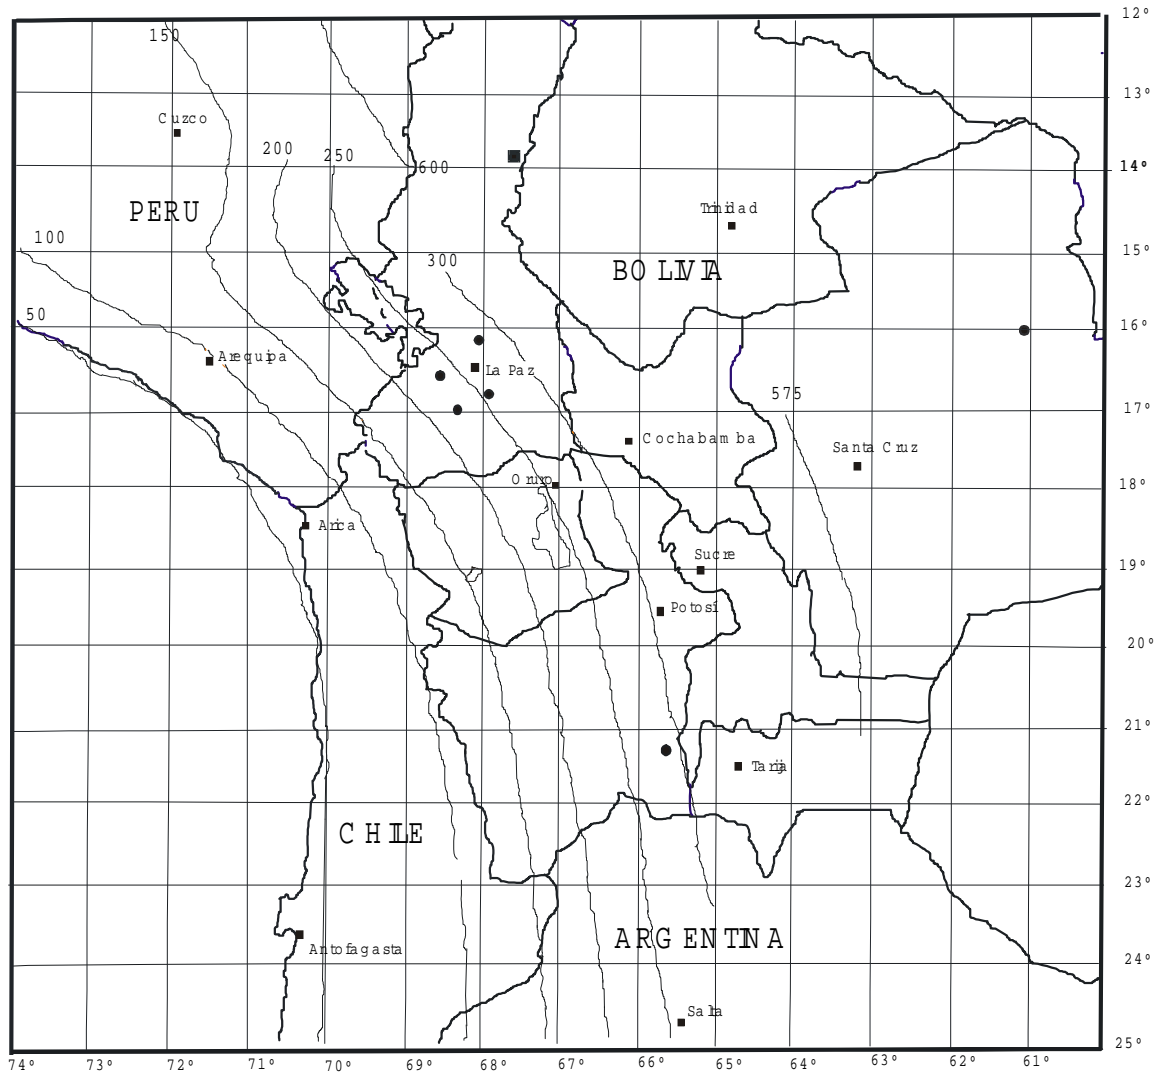 12°
150
13°
Cuzco
200
250
600
14°
PERU
Trinidad
100
300
BOLIVIA
15°
50
16°
Arequipa
La Paz
575
17°
Cochabamba
Santa Cruz
Oruro
18°
Arica
Sucre
19°
Potosí
20°
21°
Tarija
22°
CHILE
23°
ARGENTINA
Antofagasta
24°
Salta
25°
74° 73° 72° 71° 70° 69° 68° 67° 66° 65° 64° 63° 62° 61°